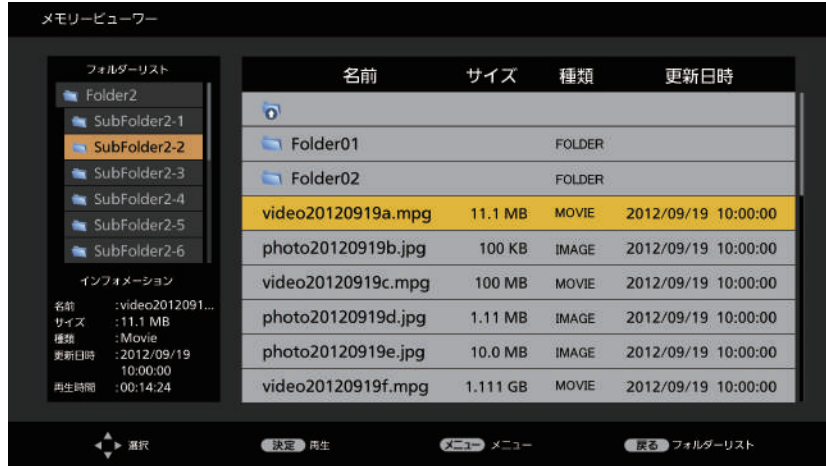 メモリービューワー
フォルダーリスト
Folder2
SubFolder2-1
SubFolder2-2
SubFolder2-3
SubFolder2-4
SubFolder2-5
SubFolder2-6
インフォメーション
名前 :video2012091...
サイズ :11.1 MB
種類 :Movie
更新日時 :2012/09/19
10:00:00
再生時間 :00:14:24
名前 サイズ 種類 更新日時
Folder01 FOLDER
Folder02 FOLDER
video20120919a.mpg 11.1 MB MOVIE 2012/09/19 10:00:00
photo20120919b.jpg 100 KB IMAGE 2012/09/19 10:00:00
video20120919c.mpg 100 MB MOVIE 2012/09/19 10:00:00
photo20120919d.jpg 1.11 MB IMAGE 2012/09/19 10:00:00
photo20120919e.jpg 10.0 MB IMAGE 2012/09/19 10:00:00
video20120919f.mpg 1.111 GB MOVIE 2012/09/19 10:00:00
選択 決定 再生 メニュー メニュー 戻る フォルダーリスト